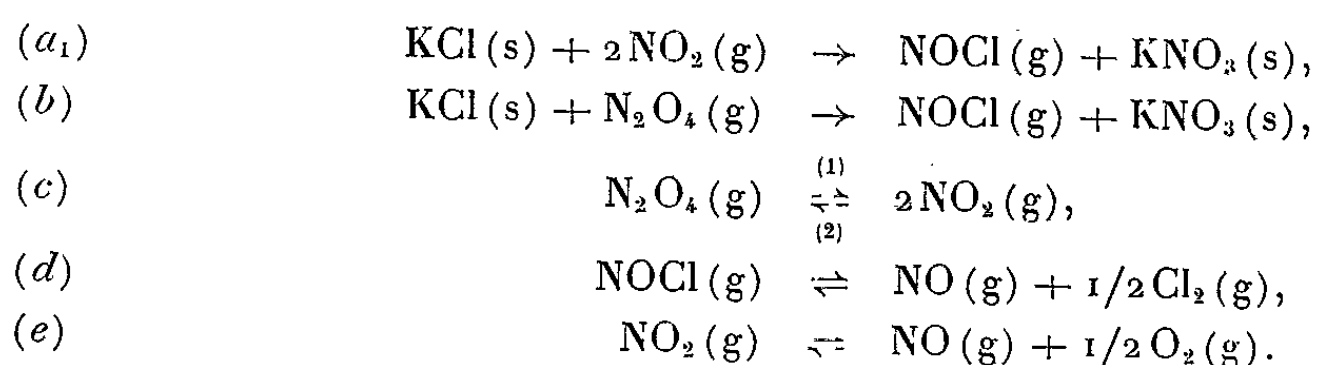 (a₁) KCl (s) + 2 NO₂ (g) → NOCl (g) + KNO₃ (s),
(b) KCl (s) + N₂O₄ (g) → NOCl (g) + KNO₃ (s),
(1)
(c) N₂O₄ (g) ⇌ 2 NO₂ (g),
(2)
(d) NOCl (g) ⇌ NO (g) + 1/2 Cl₂ (g),
(e) NO₂ (g) ⇌ NO (g) + 1/2 O₂ (g).